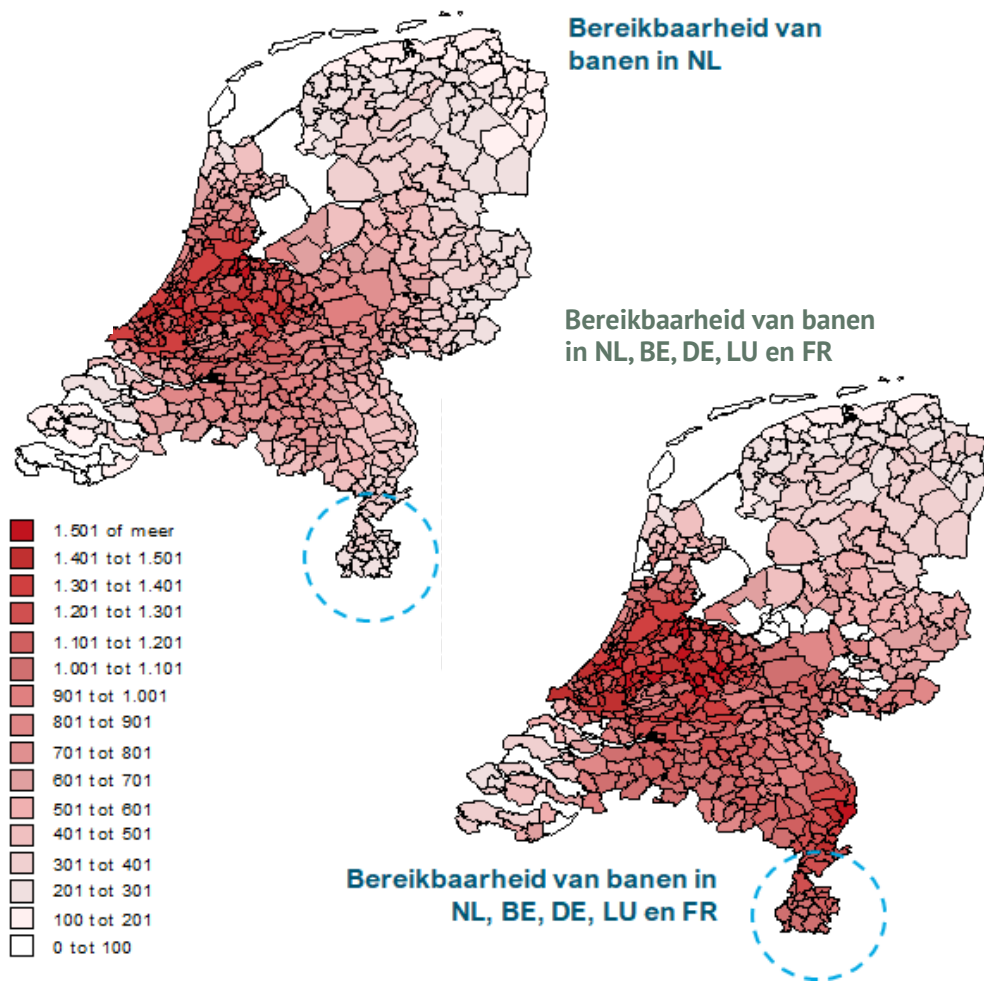 Bereikbaarheid van
banen in NL
Bereikbaarheid van banen
in NL, BE, DE, LU en FR
1.501 of meer
1.401 tot 1.501
1.301 tot 1.401
1.201 tot 1.301
1.101 tot 1.201
1.001 tot 1.101
901 tot 1.001
801 tot 901
701 tot 801
601 tot 701
501 tot 601
401 tot 501
301 tot 401
201 tot 301
100 tot 201
0 tot 100
Bereikbaarheid van banen in
NL, BE, DE, LU en FR